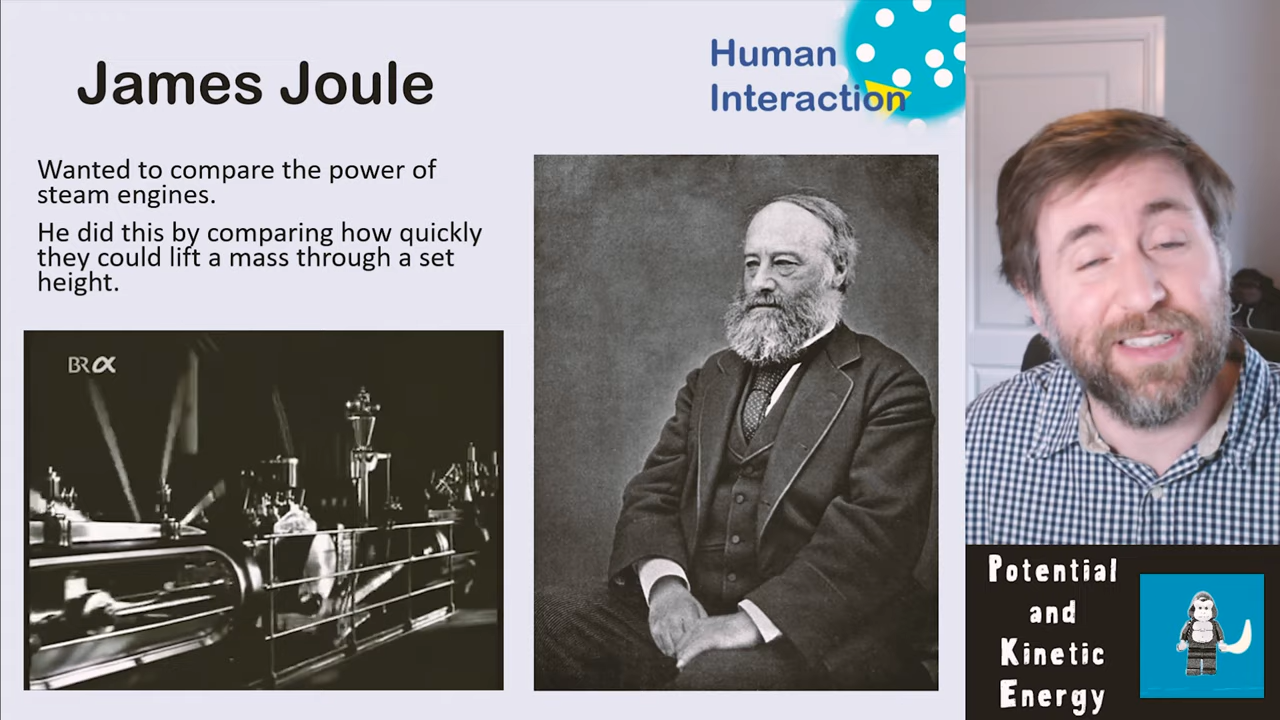 James Joule
Human
Interaction
Wanted to compare the power of
steam engines.
He did this by comparing how quickly
they could lift a mass through a set
height.
BRα
Potential
and
Kinetic
Energy